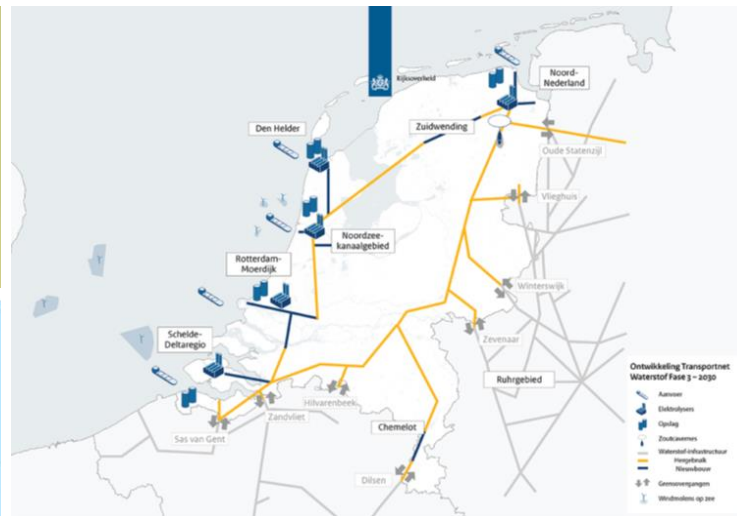 Rijksoverheid
Noord-
Nederland
Den Helder
Zuidwending
Oude Statenzijl
Vlieghuis
Noordzee-
kanaalgebied
Rotterdam-
Moerdijk
Winterswijk
Zevenaar
Schelde-
Deltaregio
Ruhrgebied
Hilvarenbeek
Zandvliet
Sas van Gent
Chemelot
Dilsen
Ontwikkeling Transportnet
Waterstof Fase 3 – 2030
Aanvoer
Elektrolysers
Opslag
Zoutcavernes
Waterstof-infrastructuur
Hergebruik
Nieuwbouw
Grensovergangen
Windmolens op zee